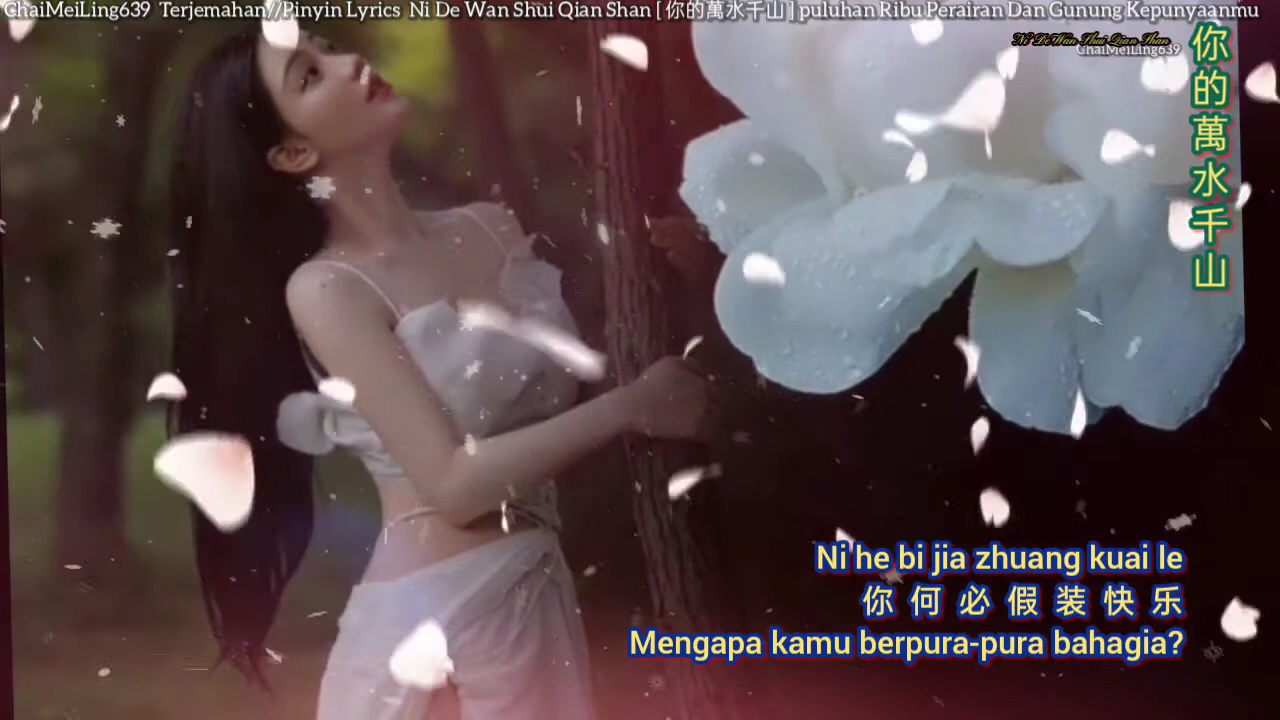 ChaiMeiLing639 Terjemahan//Pinyin Lyrics Ni De Wan Shui Qian Shan [ 你的萬水千山 ] puluhan Ribu Perairan Dan Gunung Kepunyaanmu
Ni De Wan Shui Qian Shan
ChaiMeiLing639
你的萬水千山
Ni he bi jia zhuang kuai le
你 何 必 假 装 快 乐
Mengapa kamu berpura-pura bahagia?